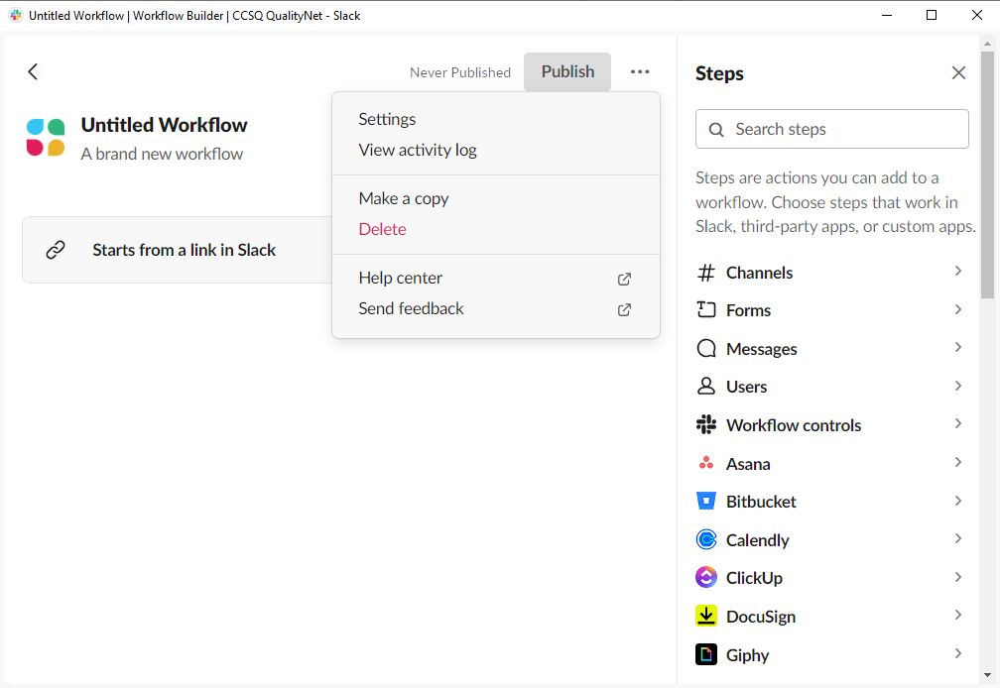 Untitled Workflow | Workflow Builder | CCSQ QualityNet - Slack
Never Published
Publish
Untitled Workflow
A brand new workflow
Starts from a link in Slack
Settings
View activity log
Make a copy
Delete
Help center
Send feedback
Steps
Search steps
Steps are actions you can add to a
workflow. Choose steps that work in
Slack, third-party apps, or custom apps.
Channels
Forms
Messages
Users
Workflow controls
Asana
Bitbucket
Calendly
ClickUp
DocuSign
Giphy